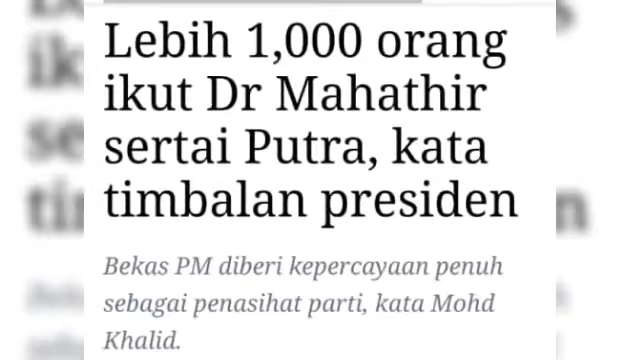 Lebih 1,000 orang
ikut Dr Mahathir
sertai Putra, kata
timbalan presiden
Bekas PM diberi kepercayaan penuh
sebagai penasihat parti, kata Mohd
Khalid.